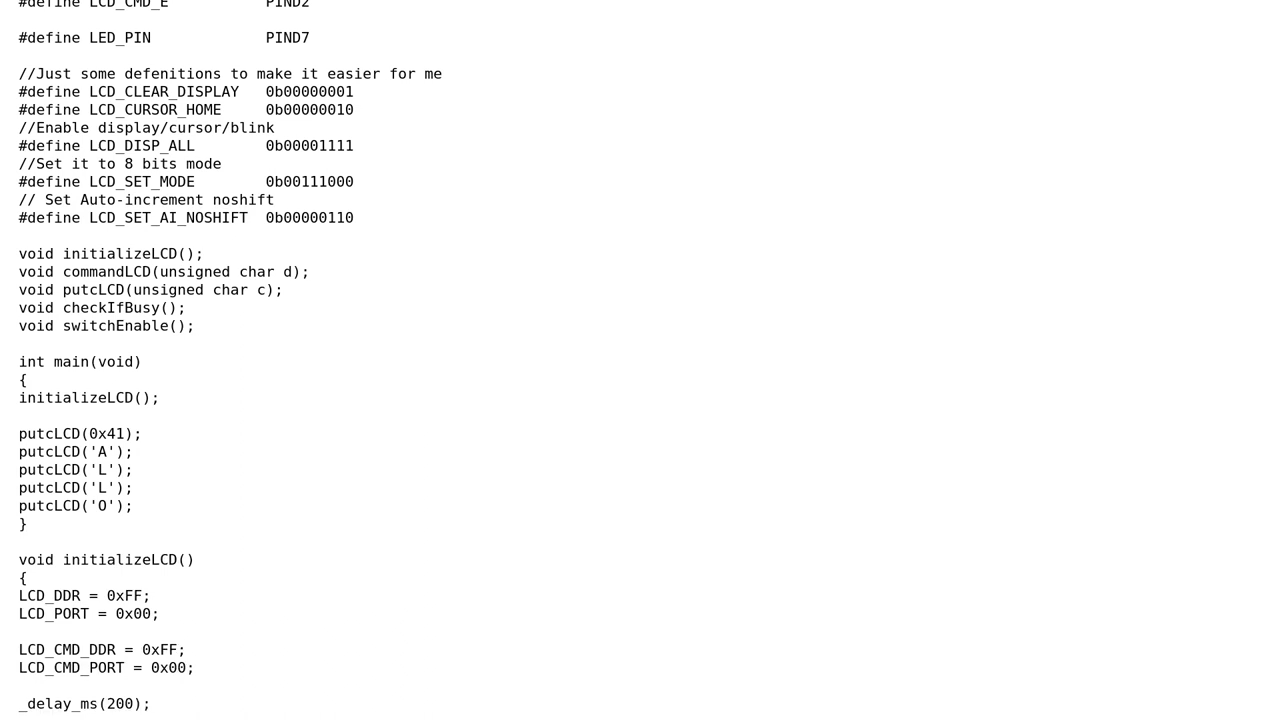 #define LCD_CMD_E           PIND2

#define LED_PIN             PIND7

//Just some defenitions to make it easier for me
#define LCD_CLEAR_DISPLAY   0b00000001
#define LCD_CURSOR_HOME     0b00000010
//Enable display/cursor/blink
#define LCD_DISP_ALL        0b00001111
//Set it to 8 bits mode
#define LCD_SET_MODE        0b00111000
// Set Auto-increment noshift
#define LCD_SET_AI_NOSHIFT  0b00000110

void initializeLCD();
void commandLCD(unsigned char d);
void putcLCD(unsigned char c);
void checkIfBusy();
void switchEnable();

int main(void)
{
initializeLCD();

putcLCD(0x41);
putcLCD('A');
putcLCD('L');
putcLCD('L');
putcLCD('O');
}

void initializeLCD()
{
LCD_DDR = 0xFF;
LCD_PORT = 0x00;

LCD_CMD_DDR = 0xFF;
LCD_CMD_PORT = 0x00;

_delay_ms(200);